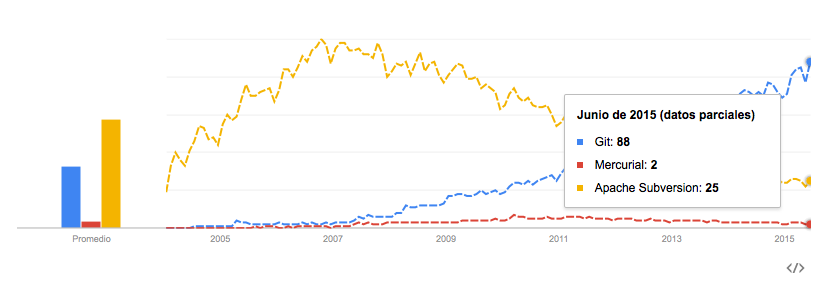 Junio de 2015 (datos parciales)
Git: 88
Mercurial: 2
Apache Subversion: 25
Promedio 2005 2007 2009 2011 2013 2015
</>